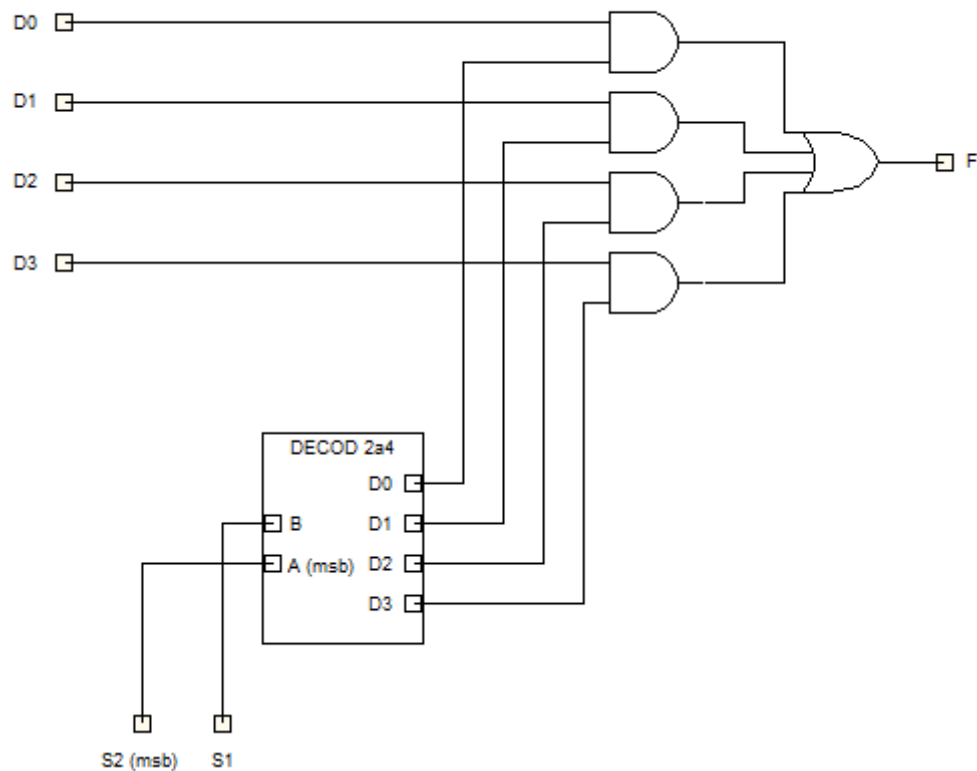 D0
D1
F
D2
D3
DECOD 2a4
D0
B D1
A (msb) D2
D3
S2 (msb) S1